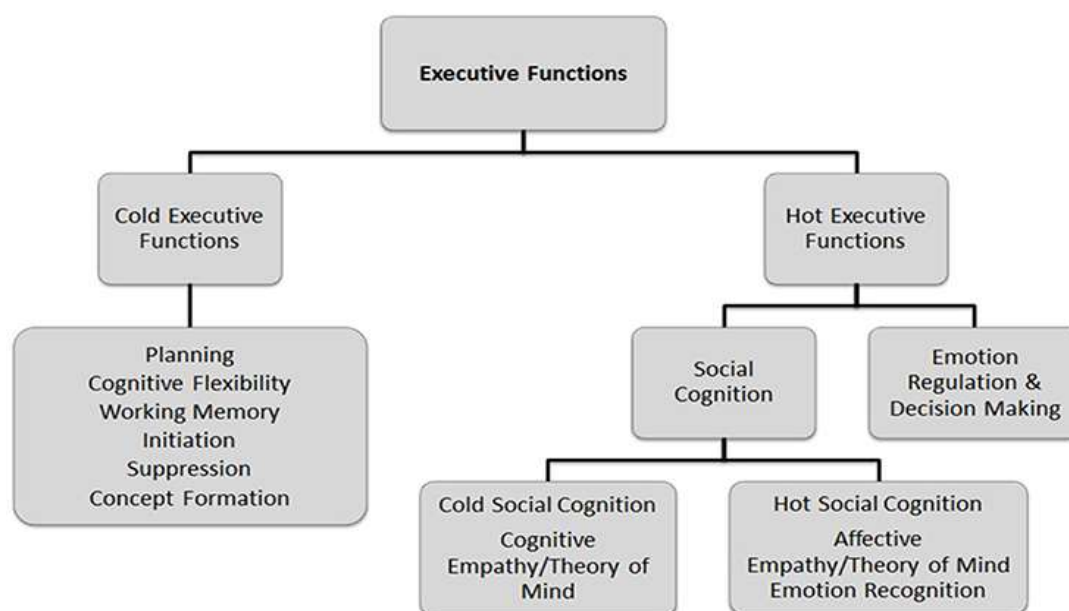 Executive Functions
Cold Executive
Functions
Hot Executive
Functions
Planning
Cognitive Flexibility
Working Memory
Initiation
Suppression
Concept Formation
Social
Cognition
Emotion
Regulation &
Decision Making
Cold Social Cognition
Cognitive
Empathy/Theory of
Mind
Hot Social Cognition
Affective
Empathy/Theory of Mind
Emotion Recognition